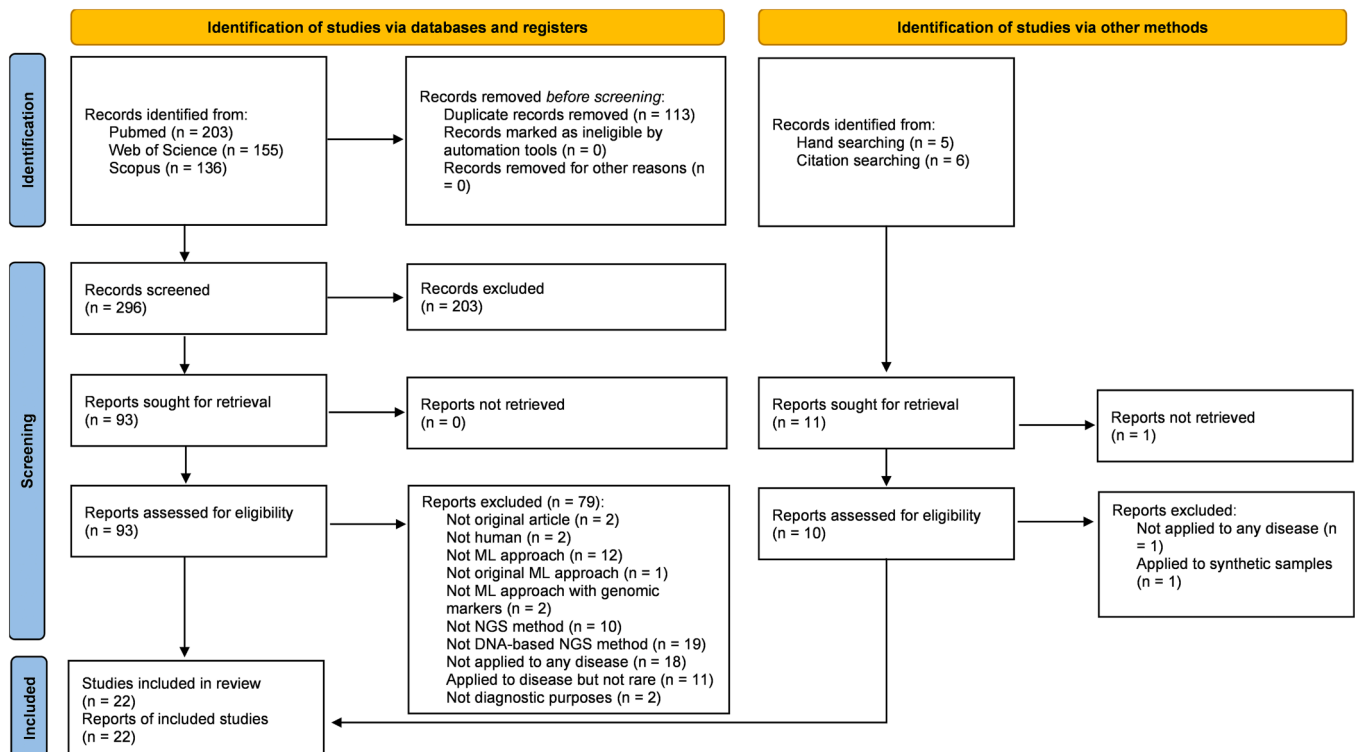 Identification of studies via databases and registers
Identification of studies via other methods
Identification
Records identified from:
Pubmed (n = 203)
Web of Science (n = 155)
Scopus (n = 136)
Records removed before screening:
Duplicate records removed (n = 113)
Records marked as ineligible by
automation tools (n = 0)
Records removed for other reasons (n
= 0)
Records identified from:
Hand searching (n = 5)
Citation searching (n = 6)
Screening
Records screened
(n = 296)
Records excluded
(n = 203)
Reports sought for retrieval
(n = 93)
Reports not retrieved
(n = 0)
Reports sought for retrieval
(n = 11)
Reports not retrieved
(n = 1)
Reports assessed for eligibility
(n = 93)
Reports excluded (n = 79):
Not original article (n = 2)
Not human (n = 2)
Not ML approach (n = 12)
Not original ML approach (n = 1)
Not ML approach with genomic
markers (n = 2)
Not NGS method (n = 10)
Not DNA-based NGS method (n = 19)
Not applied to any disease (n = 18)
Applied to disease but not rare (n = 11)
Not diagnostic purposes (n = 2)
Reports assessed for eligibility
(n = 10)
Reports excluded:
Not applied to any disease (n
= 1)
Applied to synthetic samples
(n = 1)
Included
Studies included in review
(n = 22)
Reports of included studies
(n = 22)